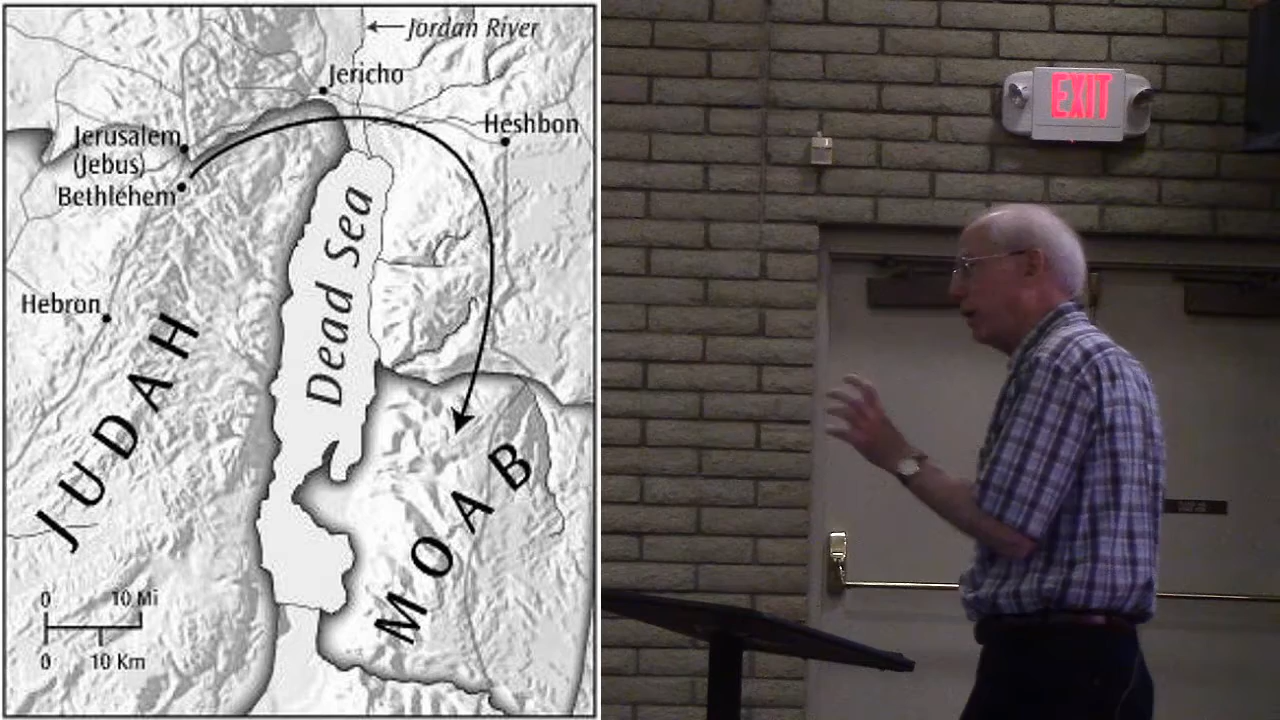 Jordan River
Jericho
Heshbon
Jerusalem
(Jebus)
Bethlehem
Dead Sea
Hebron
JUDAH
MOAB
0 10 Mi
0 10 Km
EXIT